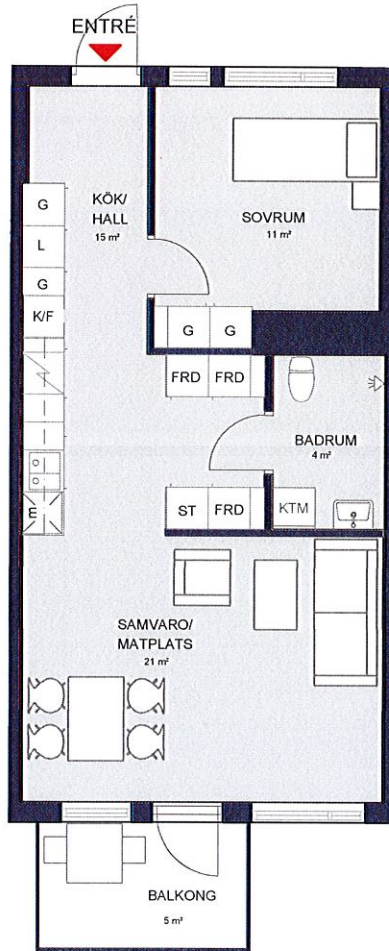 ENTRÉ
KÖK/
HALL
15 m²
SOVRUM
11 m²
G
L
G
K/F
G G
FRD FRD
BADRUM
4 m²
ST FRD
KTM
m
SAMVARO/
MATPLATS
21 m²
BALKONG
5 m²